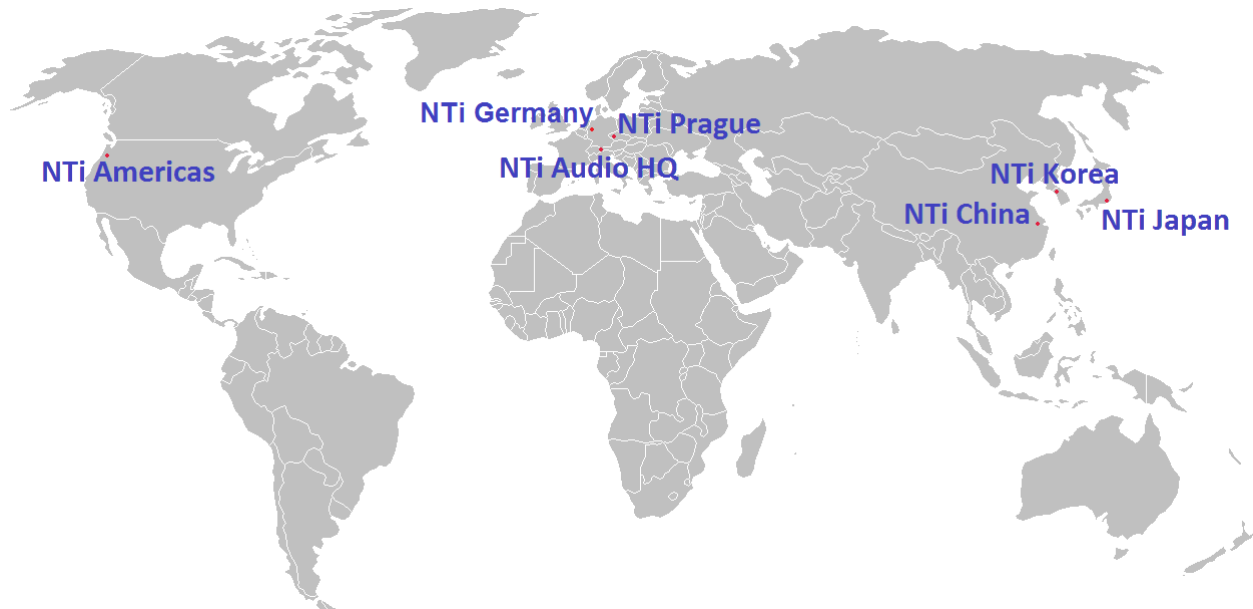 NTi Germany
NTi Prague
NTi Audio HQ
NTi Americas
NTi Korea
NTi China
NTi Japan